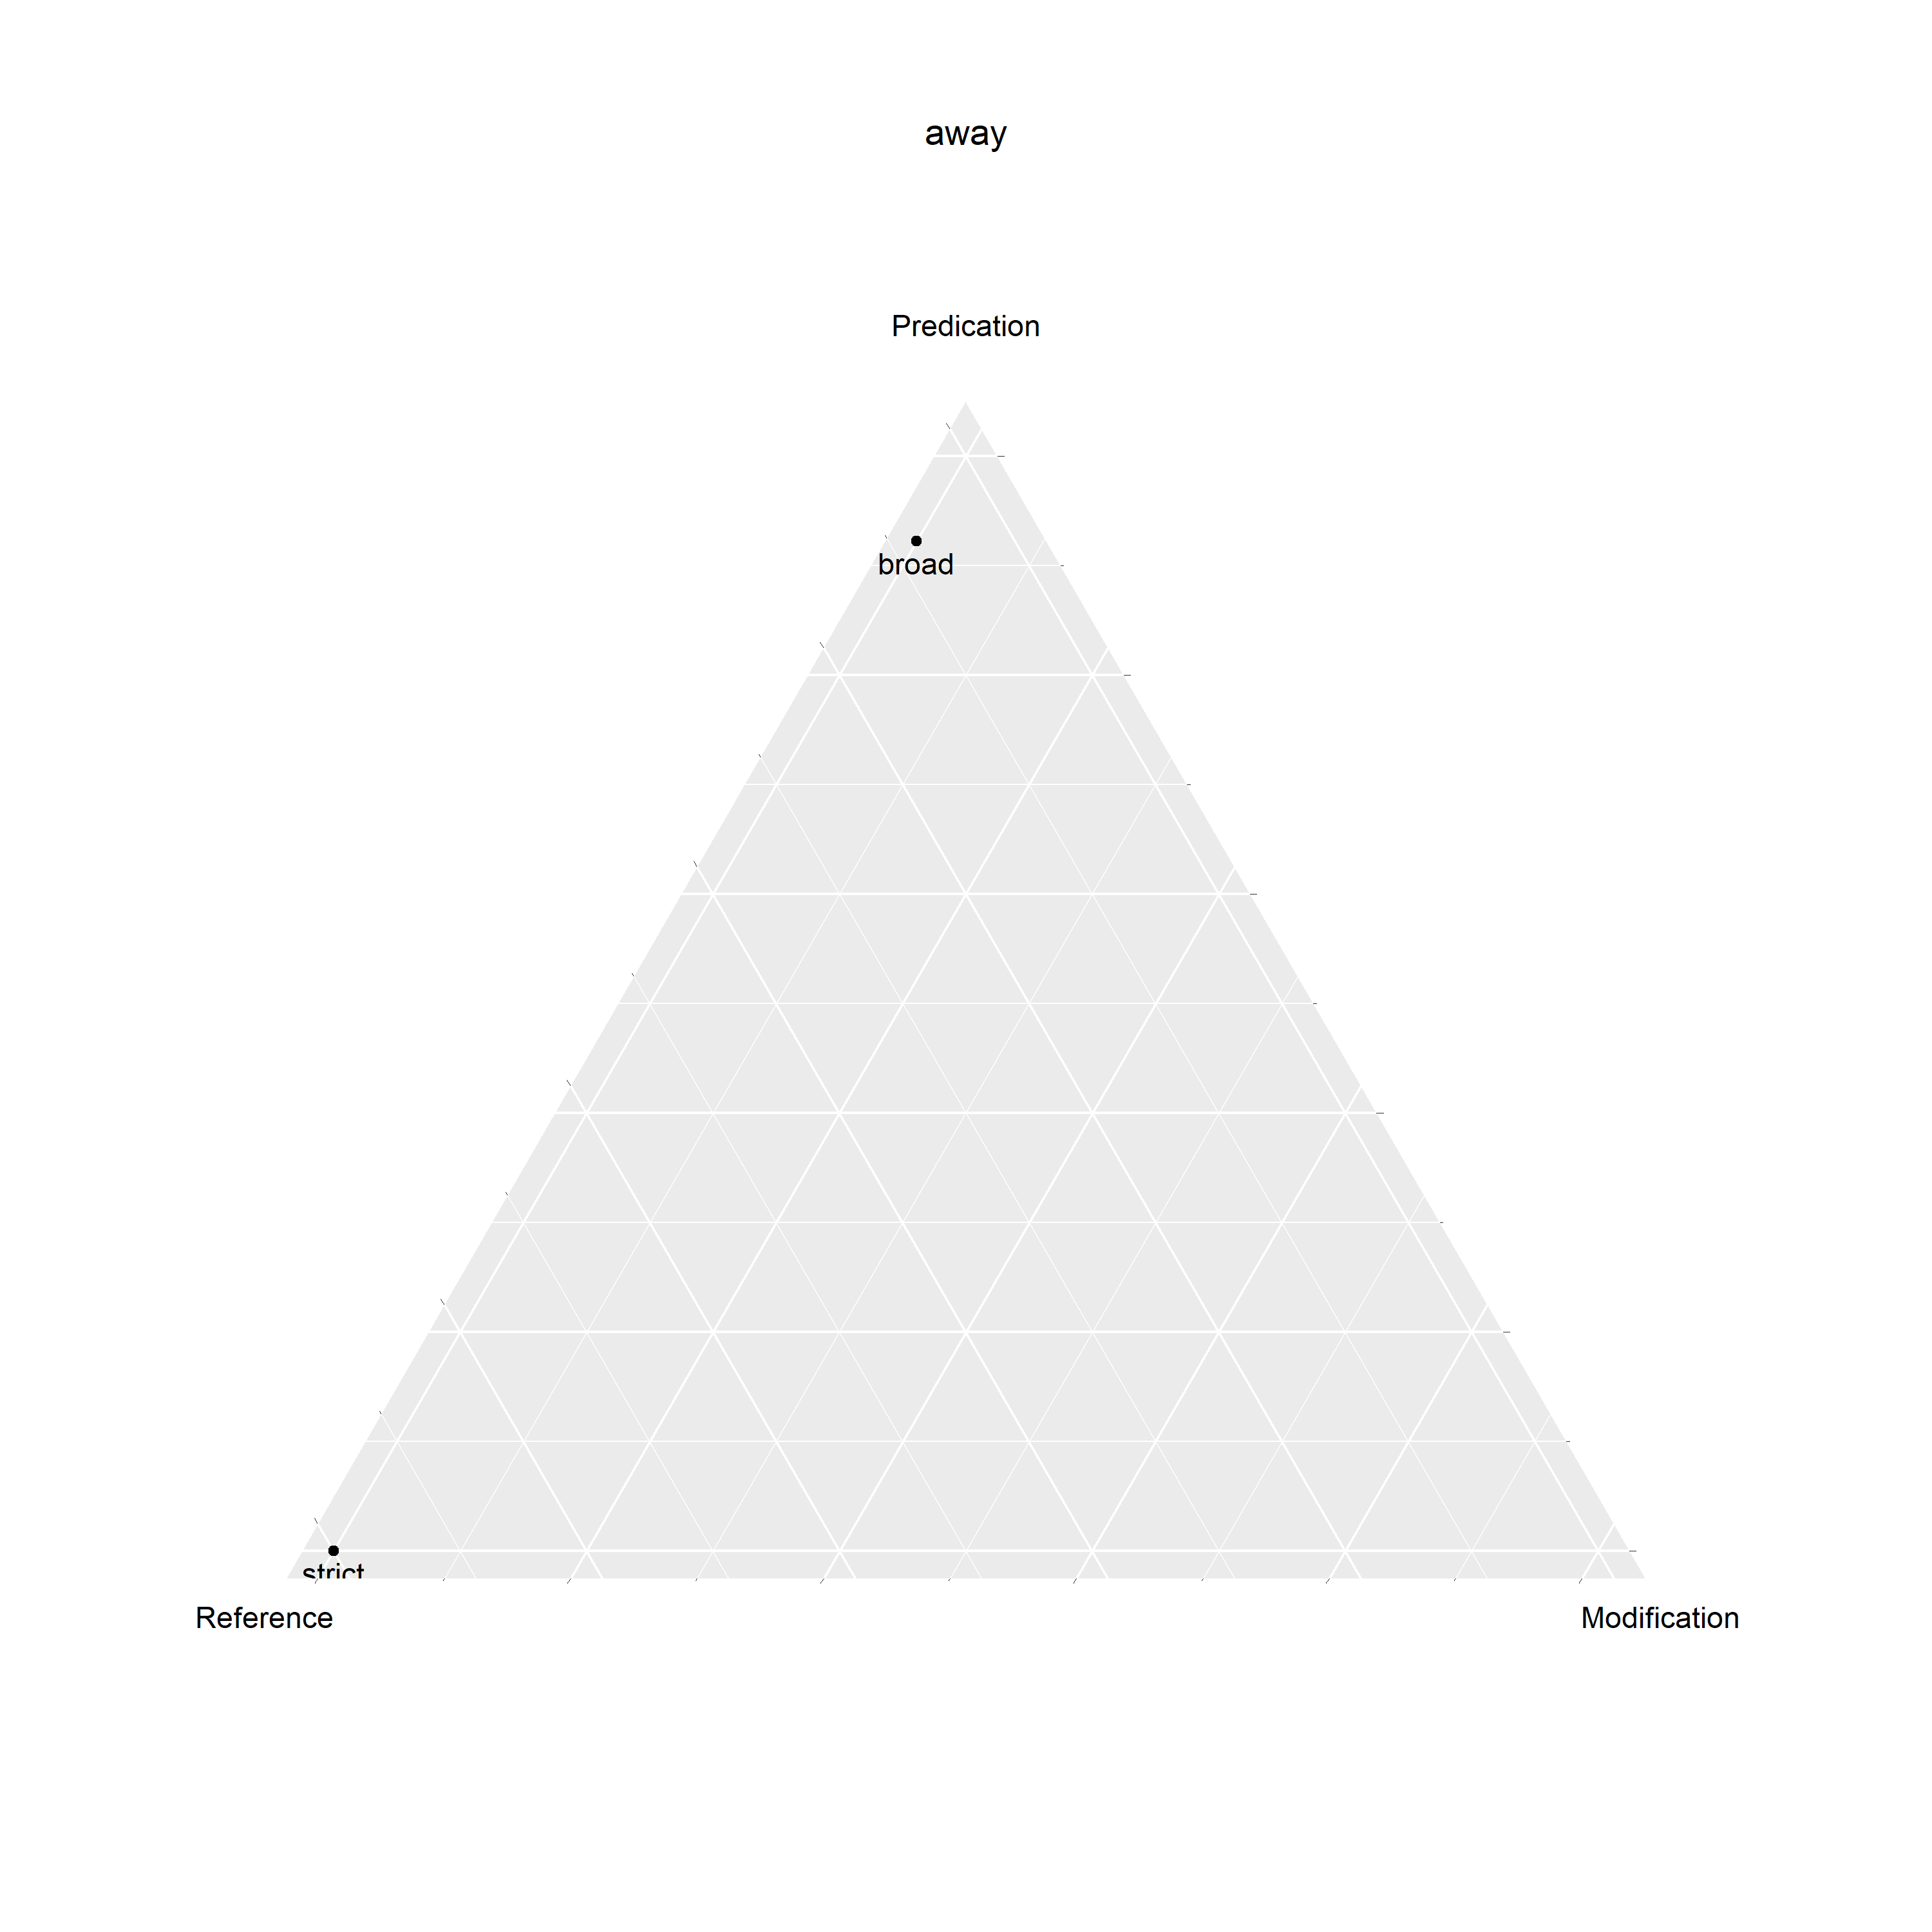 away
Predication
broad
strict
Reference
Modification